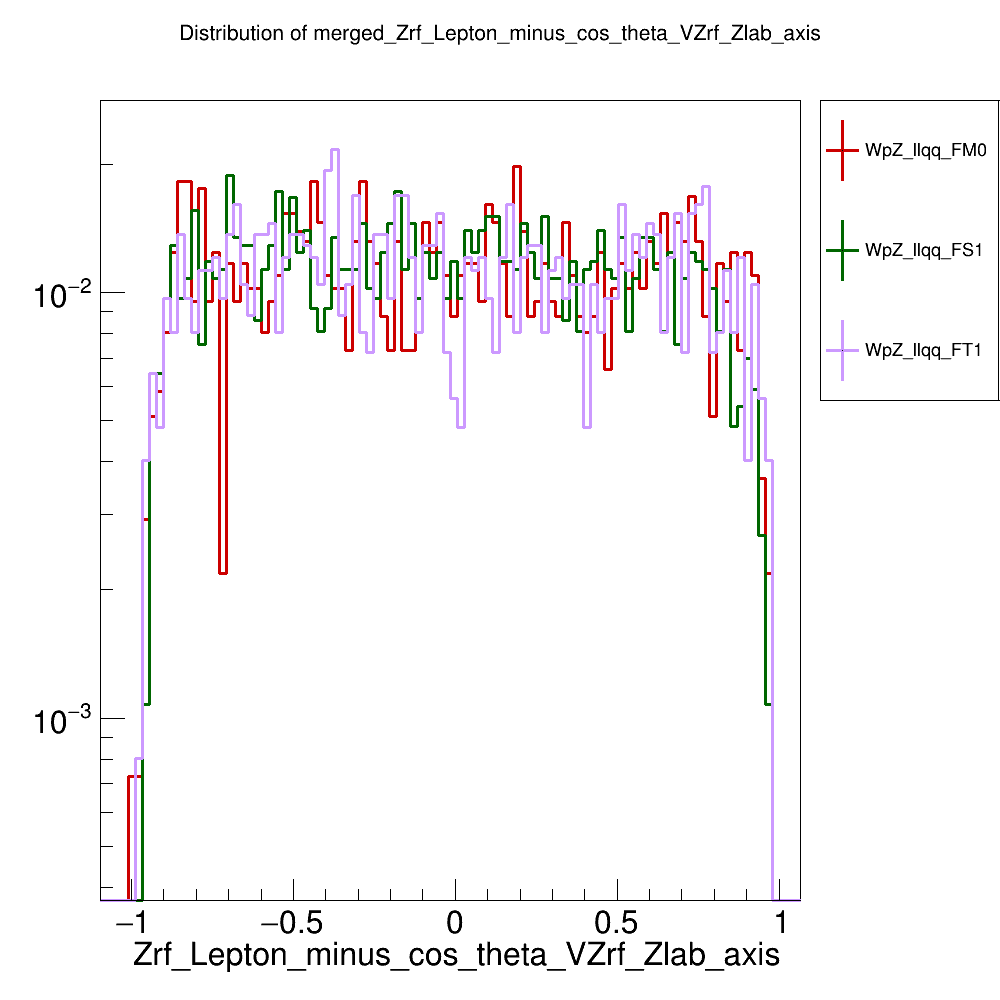 Distribution of merged_Zrf_Lepton_minus_cos_theta_VZrf_Zlab_axis
WpZ_llqq_FM0
WpZ_llqq_FS1
WpZ_llqq_FT1
10⁻²
10⁻³
−1 −0.5 0 0.5 1
Zrf_Lepton_minus_cos_theta_VZrf_Zlab_axis